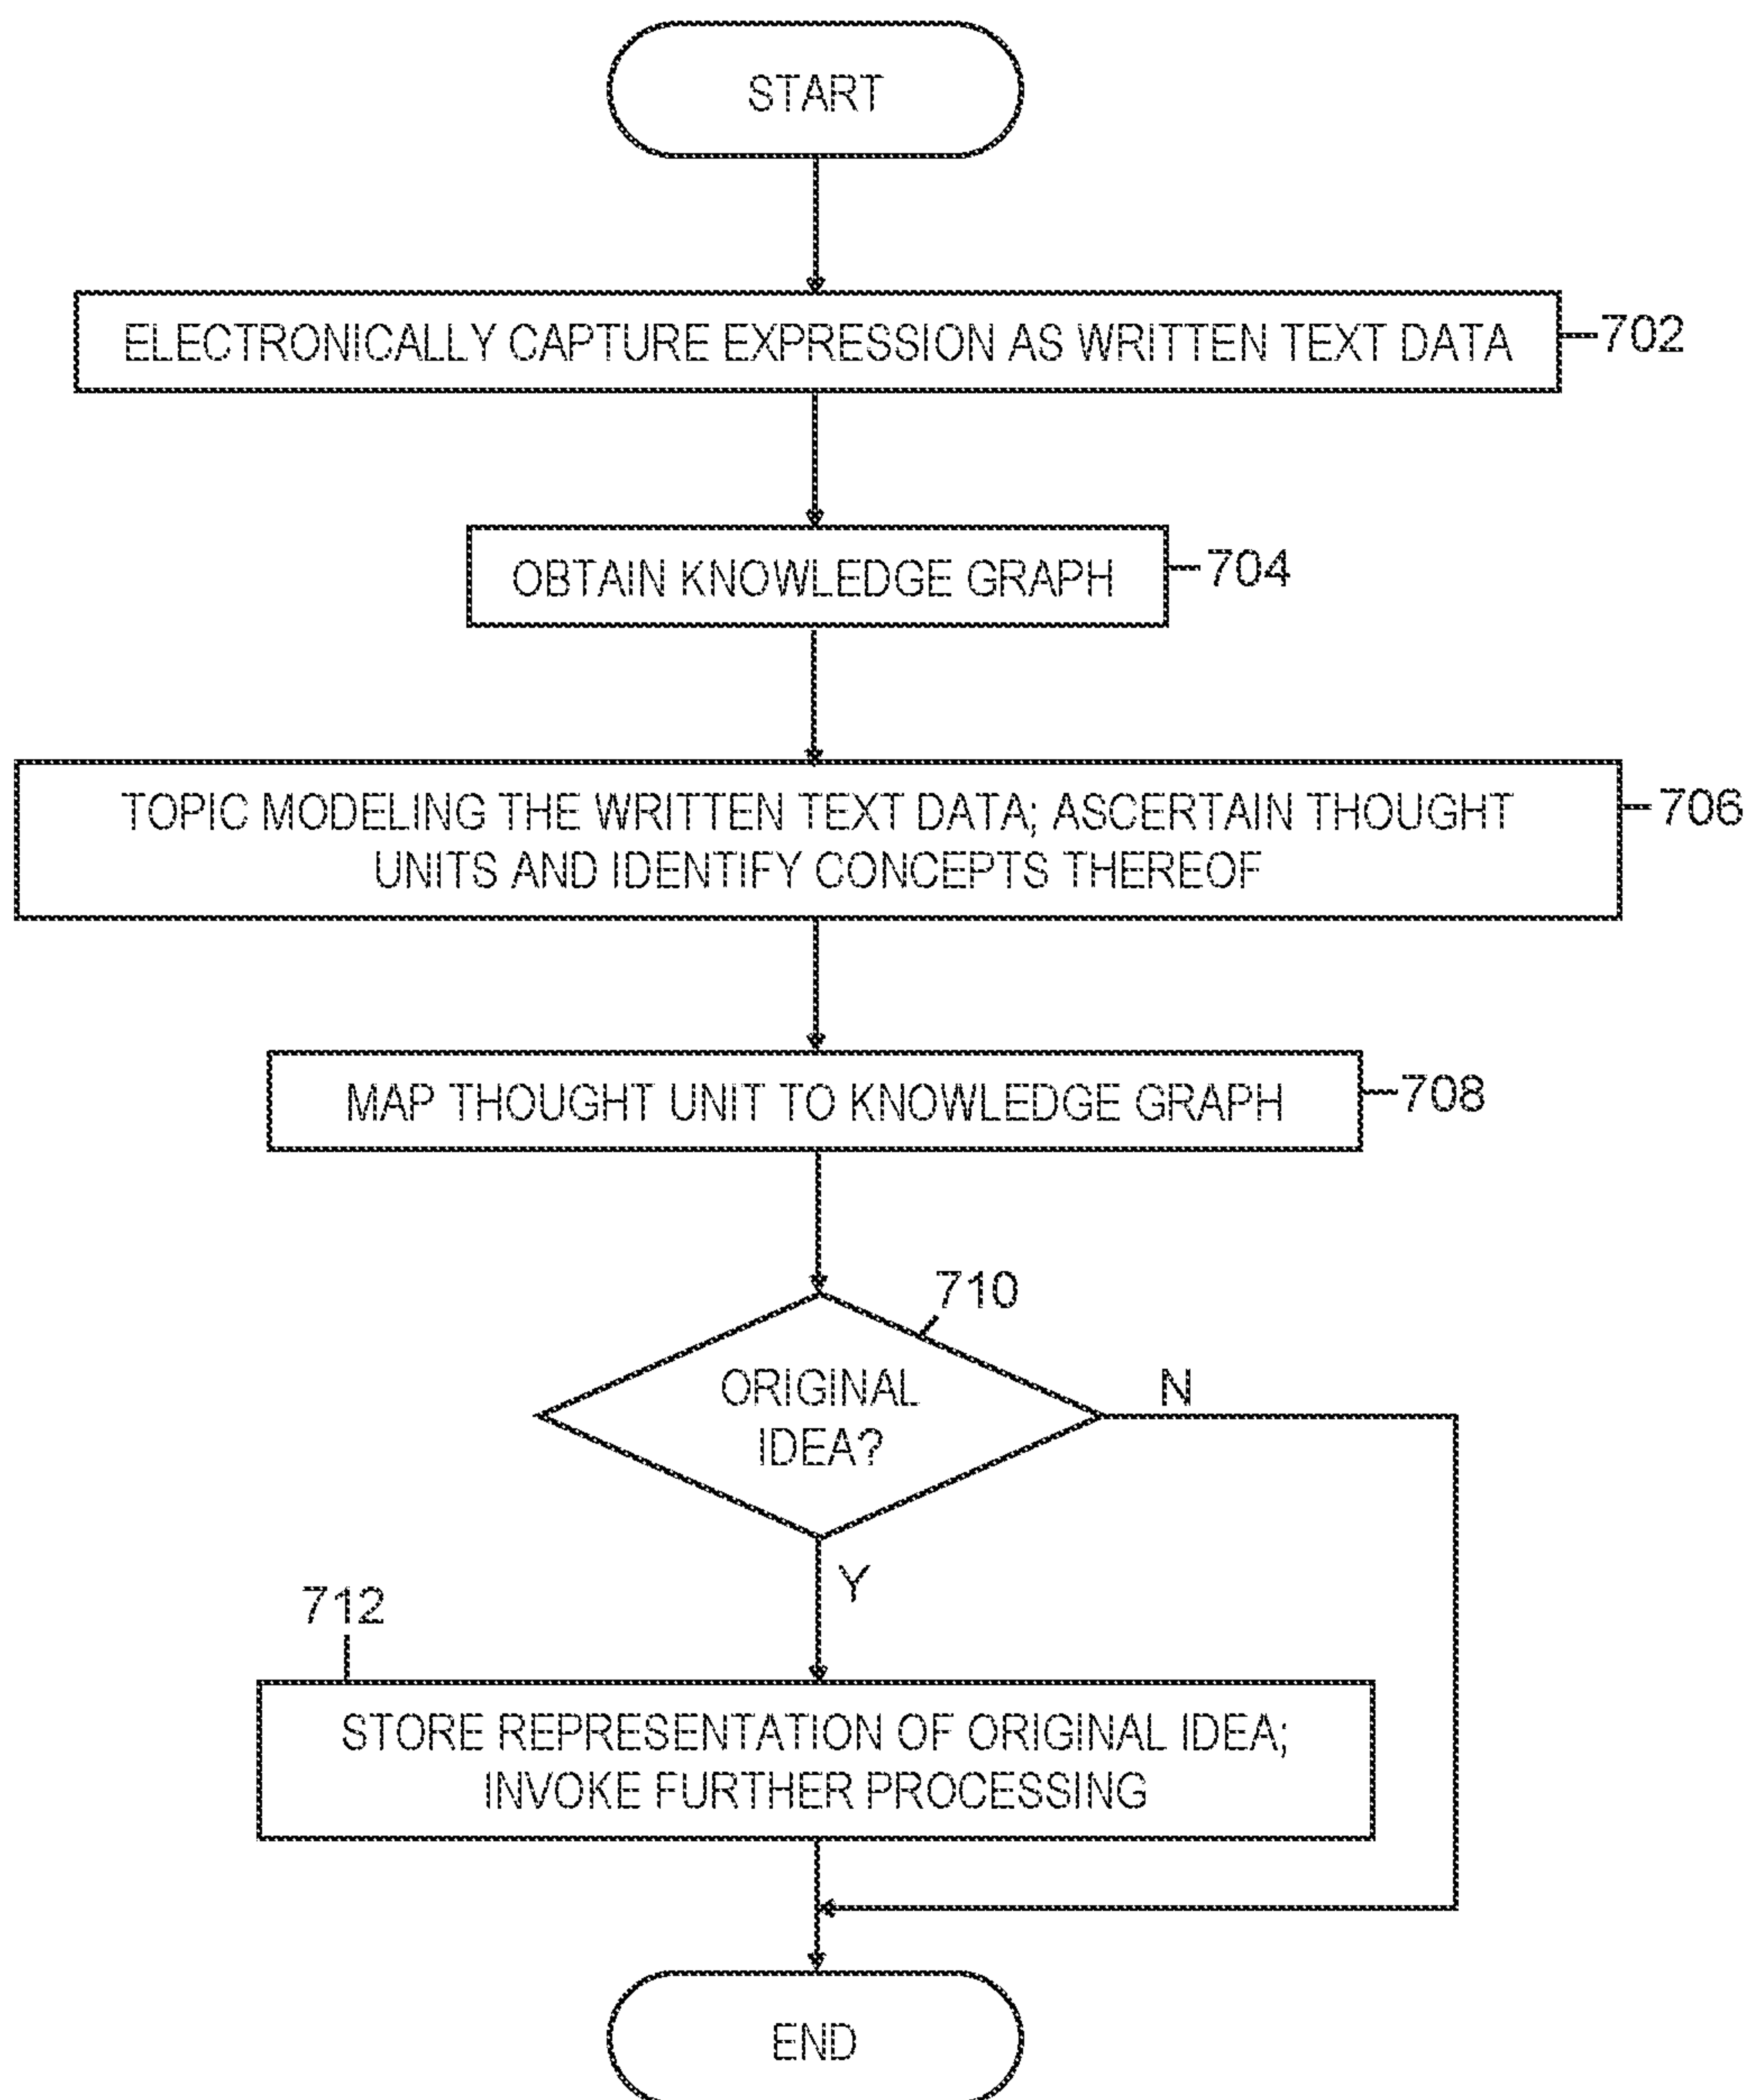 START
ELECTRONICALLY CAPTURE EXPRESSION AS WRITTEN TEXT DATA
702
OBTAIN KNOWLEDGE GRAPH
704
TOPIC MODELING THE WRITTEN TEXT DATA; ASCERTAIN THOUGHT
UNITS AND IDENTIFY CONCEPTS THEREOF
706
MAP THOUGHT UNIT TO KNOWLEDGE GRAPH
708
710
ORIGINAL
IDEA?
N
Y
712
STORE REPRESENTATION OF ORIGINAL IDEA;
INVOKE FURTHER PROCESSING
END